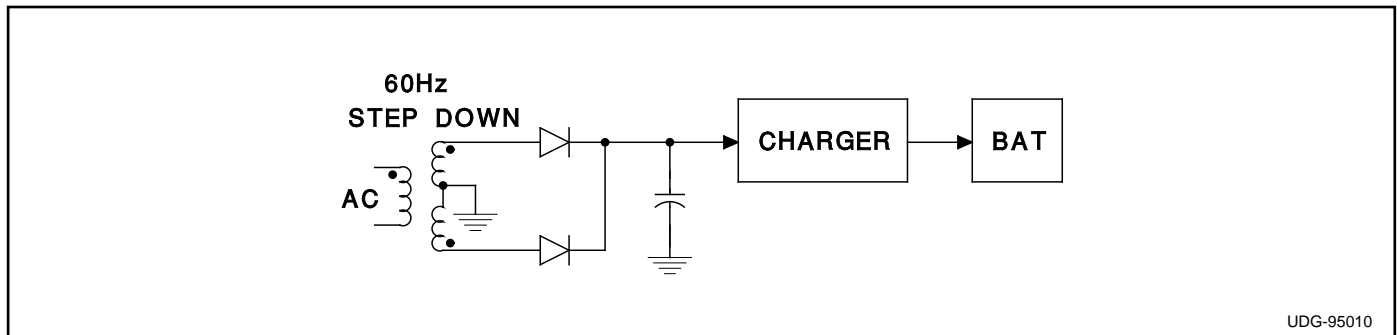 60Hz
STEP DOWN
AC
CHARGER
BAT
UDG-95010